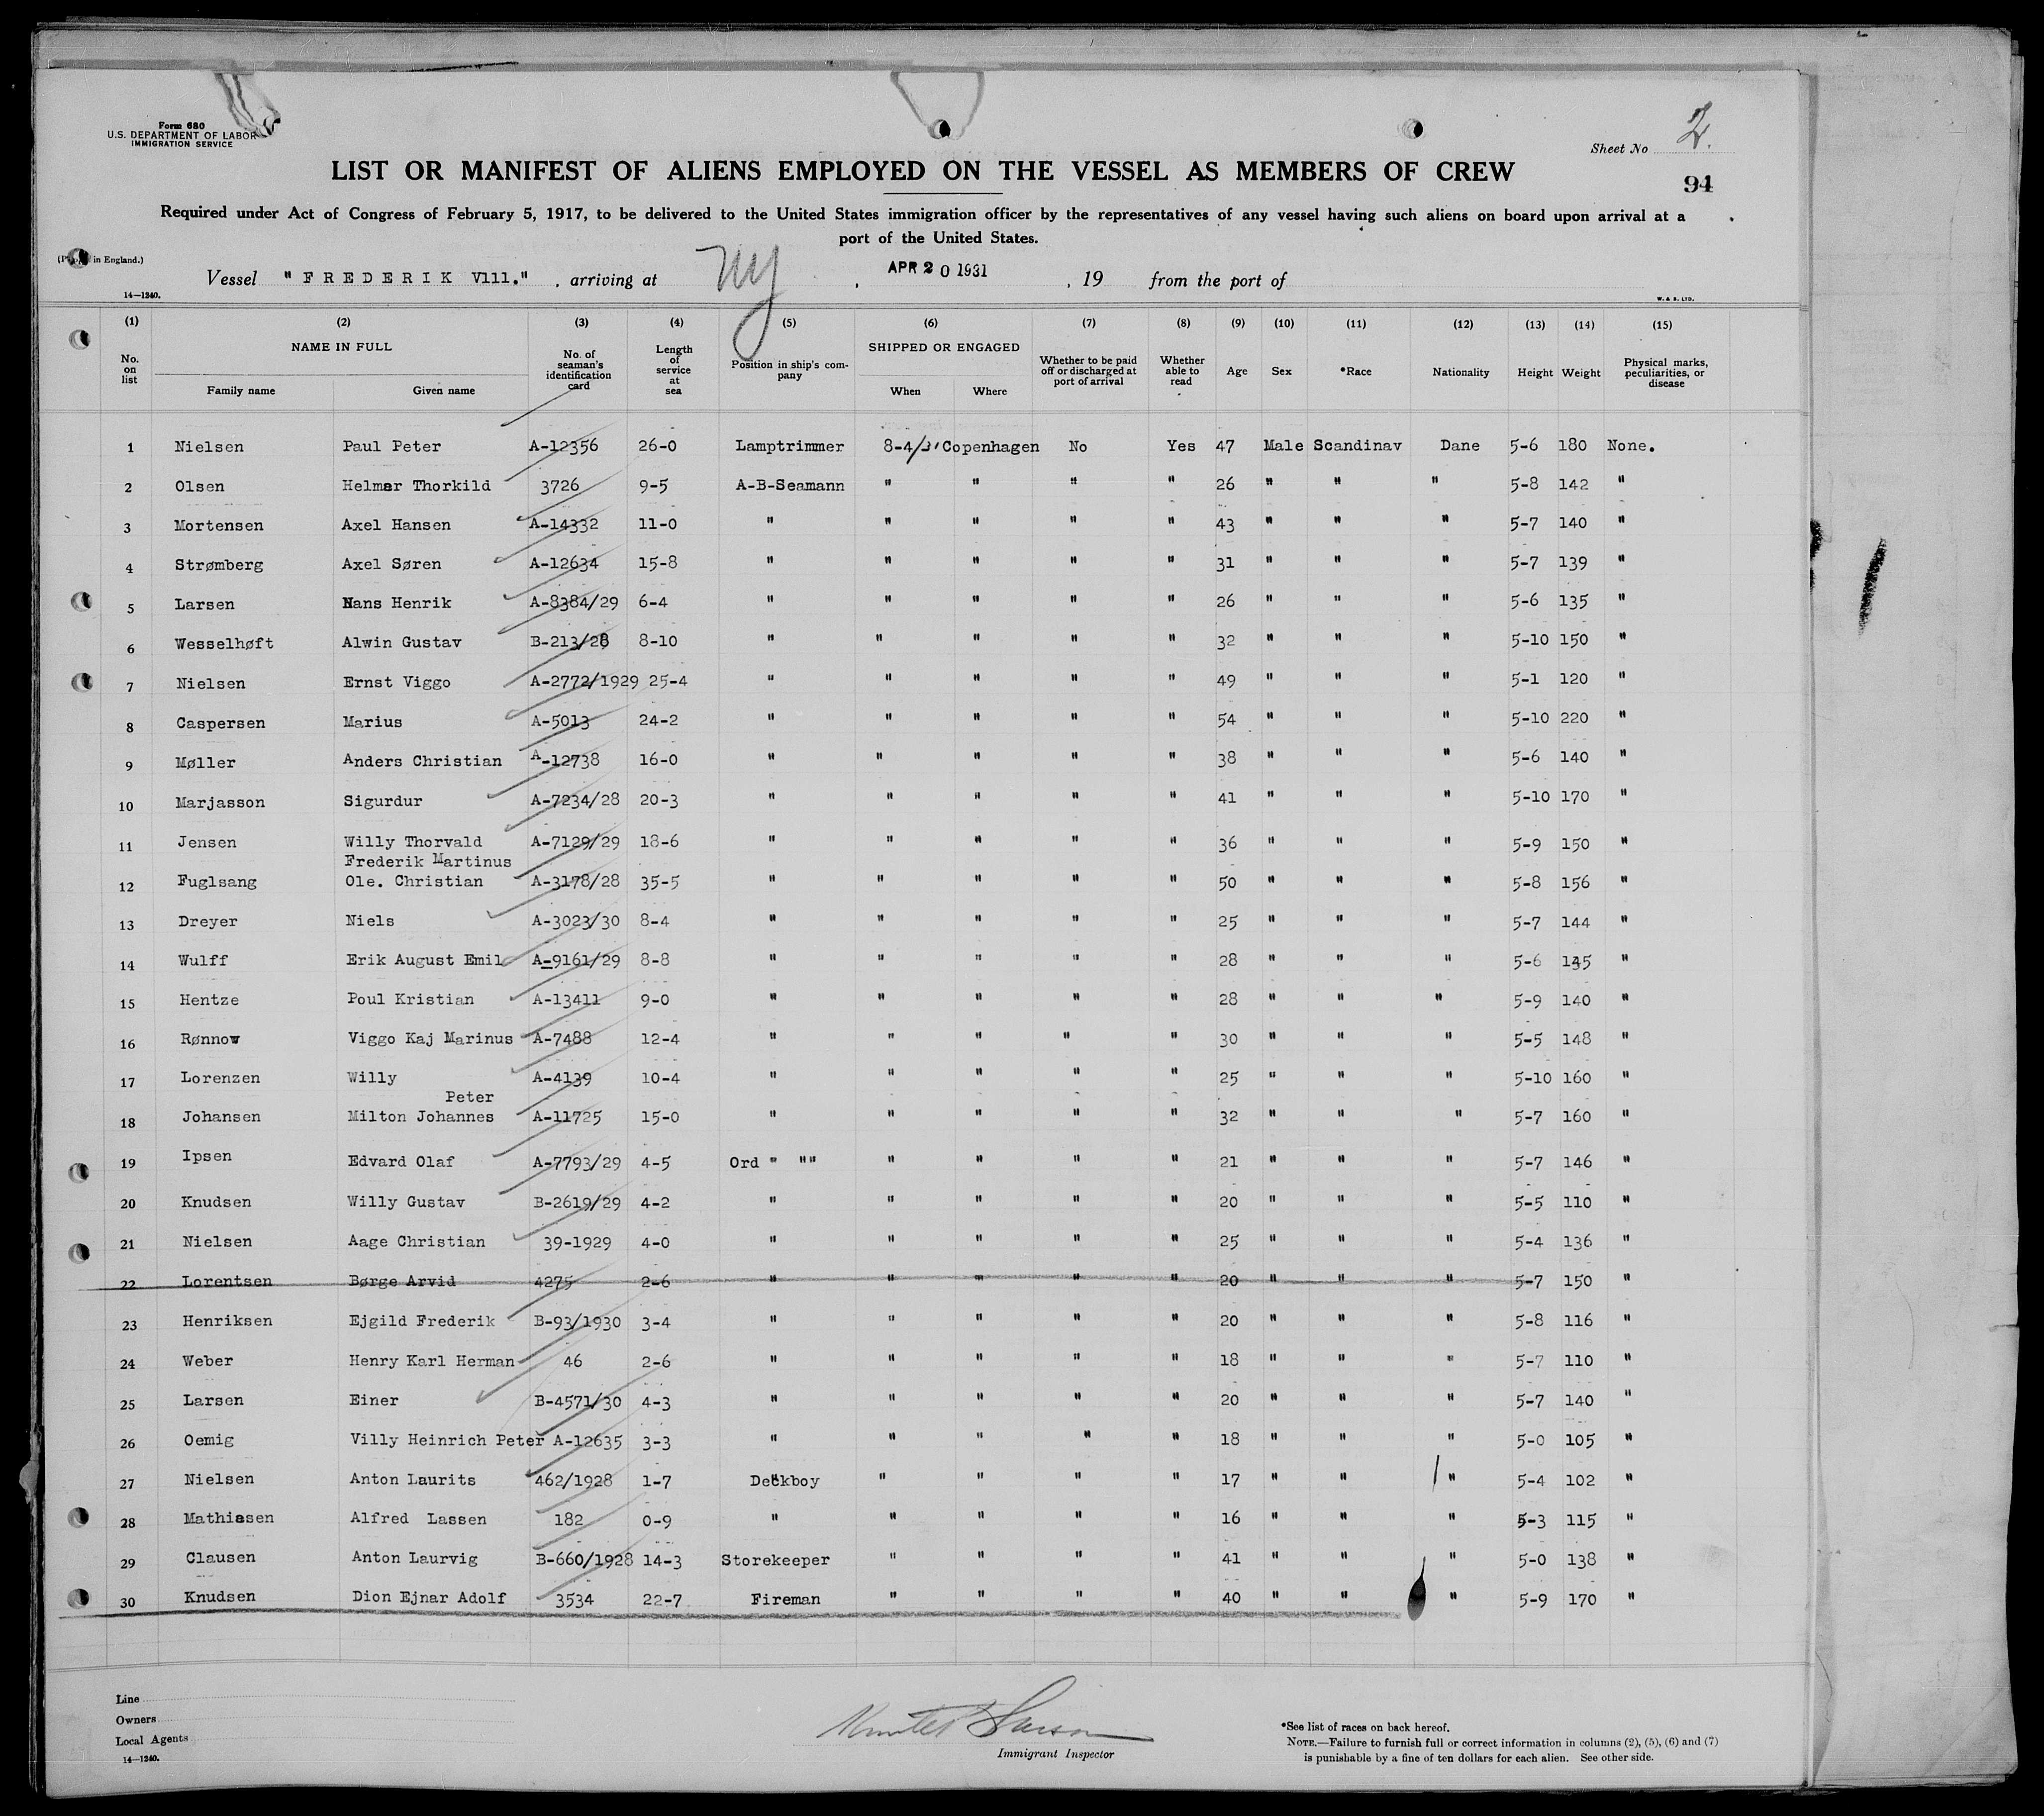 Form 680
U.S. DEPARTMENT OF LABOR
IMMIGRATION SERVICE
Sheet No 2.
LIST OR MANIFEST OF ALIENS EMPLOYED ON THE VESSEL AS MEMBERS OF CREW
94
Required under Act of Congress of February 5, 1917, to be delivered to the United States immigration officer by the representatives of any vessel having such aliens on board upon arrival at a
port of the United States.
in England.)
Vessel "FREDERIK V111." , arriving at NY , APR 20 1931 , 19 from the port of
14—1240.
W. & S. LTD.
(1) (2) (3) (4) (5) (6) (7) (8) (9) (10) (11) (12) (13) (14) (15)
No. on list NAME IN FULL Family name Given name No. of seaman's identification card Length of service at sea Position in ship's company SHIPPED OR ENGAGED When Where Whether to be paid off or discharged at port of arrival Whether able to read Age Sex *Race Nationality Height Weight Physical marks, peculiarities, or disease
1 Nielsen Paul Peter A-12356 26-0 Lamptrimmer 8-4/31 Copenhagen No Yes 47 Male Scandinav Dane 5-6 180 None.
2 Olsen Helmer Thorkild 3726 9-5 A-B-Seamann " " " " 26 " " " 5-8 142 "
3 Mortensen Axel Hansen A-14332 11-0 " " " " " 43 " " " 5-7 140 "
4 Strømberg Axel Søren A-12634 15-8 " " " " " 31 " " " 5-7 139 "
5 Larsen Hans Henrik A-8384/29 6-4 " " " " " 26 " " " 5-6 135 "
6 Wesselhøft Alwin Gustav B-213/28 8-10 " " " " " 32 " " " 5-10 150 "
7 Nielsen Ernst Viggo A-2772/1929 25-4 " " " " " 49 " " " 5-1 120 "
8 Caspersen Marius A-5013 24-2 " " " " " 54 " " " 5-10 220 "
9 Møller Anders Christian A-12738 16-0 " " " " " 38 " " " 5-6 140 "
10 Marjasson Sigurdur A-7234/28 20-3 " " " " " 41 " " " 5-10 170 "
11 Jensen Willy Thorvald A-7129/29 18-6 " " " " " 36 " " " 5-9 150 "
Frederik Martinus
12 Fuglsang Ole. Christian A-3178/28 35-5 " " " " " 50 " " " 5-8 156 "
13 Dreyer Niels A-3023/30 8-4 " " " " " 25 " " " 5-7 144 "
14 Wulff Erik August Emil A-9161/29 8-8 " " " " " 28 " " " 5-6 135 "
15 Hentze Poul Kristian A-13411 9-0 " " " " " 28 " " " 5-9 140 "
16 Rønnow Viggo Kaj Marinus A-7488 12-4 " " " " " 30 " " " 5-5 148 "
17 Lorenzen Willy A-4139 10-4 " " " " " 25 " " " 5-10 160 "
Peter
18 Johansen Milton Johannes A-11725 15-0 " " " " " 32 " " " 5-7 160 "
19 Ipsen Edvard Olaf A-7793/29 4-5 Ord " "" " " " " 21 " " " 5-7 146 "
20 Knudsen Willy Gustav B-2619/29 4-2 " " " " " 20 " " " 5-5 110 "
21 Nielsen Aage Christian 39-1929 4-0 " " " " " 25 " " " 5-4 136 "
22 Lorentsen Børge Arvid 4275 2-6 " " " " " 20 " " " 5-7 150 "
23 Henriksen Ejgild Frederik B-93/1930 3-4 " " " " " 20 " " " 5-8 116 "
24 Weber Henry Karl Herman 46 2-6 " " " " " 18 " " " 5-7 110 "
25 Larsen Einer B-4571/30 4-3 " " " " " 20 " " " 5-7 140 "
26 Oemig Villy Heinrich Peter A-12635 3-3 " " " " " 18 " " " 5-0 105 "
27 Nielsen Anton Laurits 462/1928 1-7 Deckboy " " " " 17 " " " 5-4 102 "
28 Mathiasen Alfred Lassen 182 0-9 " " " " " 16 " " " 5-3 115 "
29 Clausen Anton Laurvig B-660/1928 14-3 Storekeeper " " " " 41 " " " 5-0 138 "
30 Knudsen Dion Ejnar Adolf 3534 22-7 Fireman " " " " 40 " " " 5-9 170 "
Line
Owners
Local Agents
14—1240.
Immigrant Inspector
*See list of races on back hereof.
NOTE.—Failure to furnish full or correct information in columns (2), (5), (6) and (7)
is punishable by a fine of ten dollars for each alien. See other side.